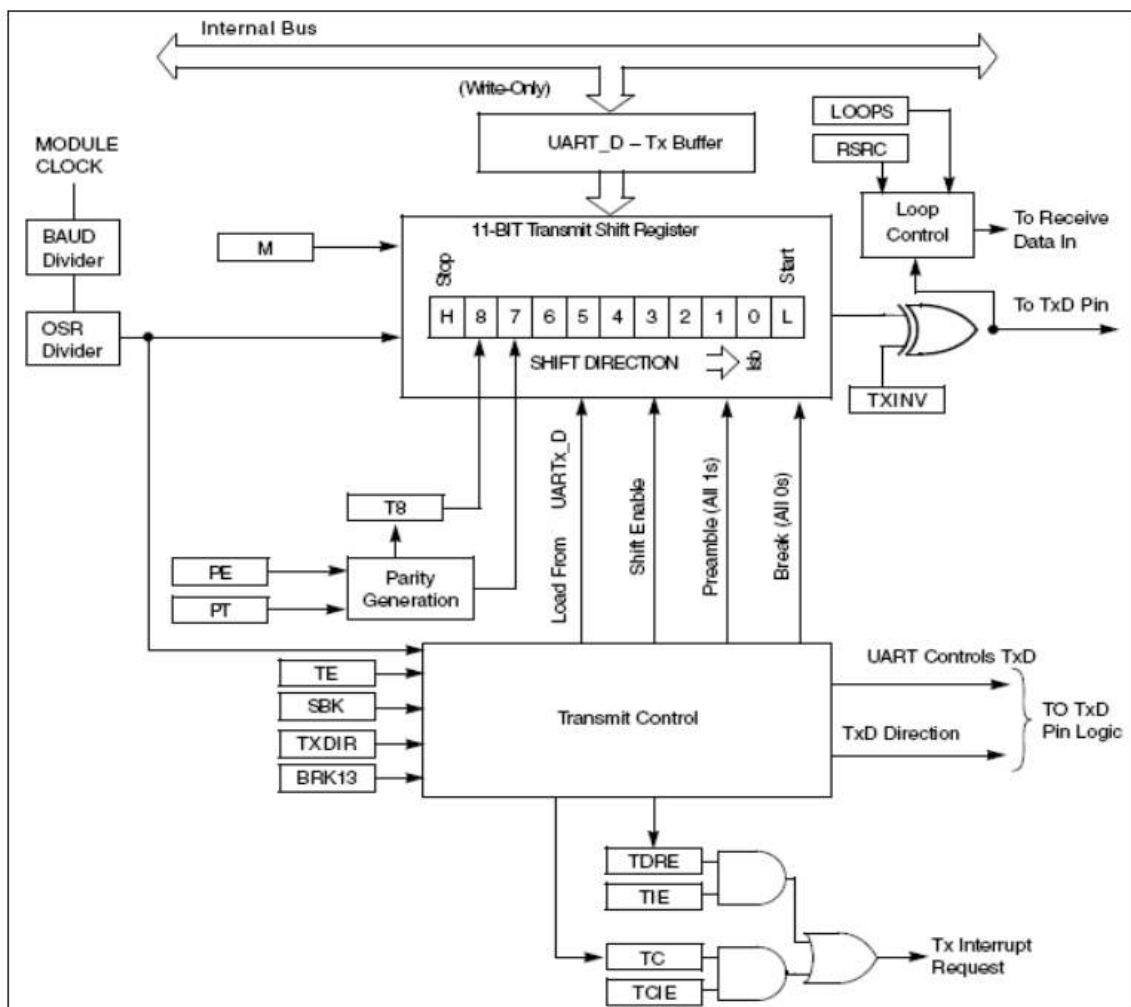 Internal Bus
(Write-Only)
UART_D – Tx Buffer
LOOPS
RSRC
Loop
Control
To Receive
Data In
MODULE
CLOCK
BAUD
Divider
OSR
Divider
M
11-BIT Transmit Shift Register
Stop
Start
H 8 7 6 5 4 3 2 1 0 L
SHIFT DIRECTION
lsb
To TxD Pin
TXINV
T8
PE
PT
Parity
Generation
Load From UARTx_D
Shift Enable
Preamble (All 1s)
Break (All 0s)
TE
SBK
TXDIR
BRK13
Transmit Control
UART Controls TxD
TxD Direction
TO TxD
Pin Logic
TDRE
TIE
TC
TCIE
Tx Interrupt
Request